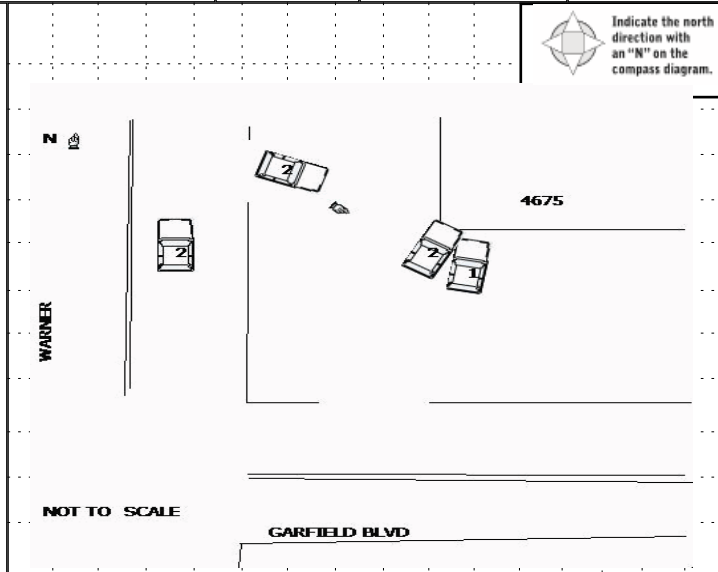 Indicate the north
direction with
an "N" on the
compass diagram.
N
2
4675
2
2
1
WARNER
NOT TO SCALE
GARFIELD BLVD